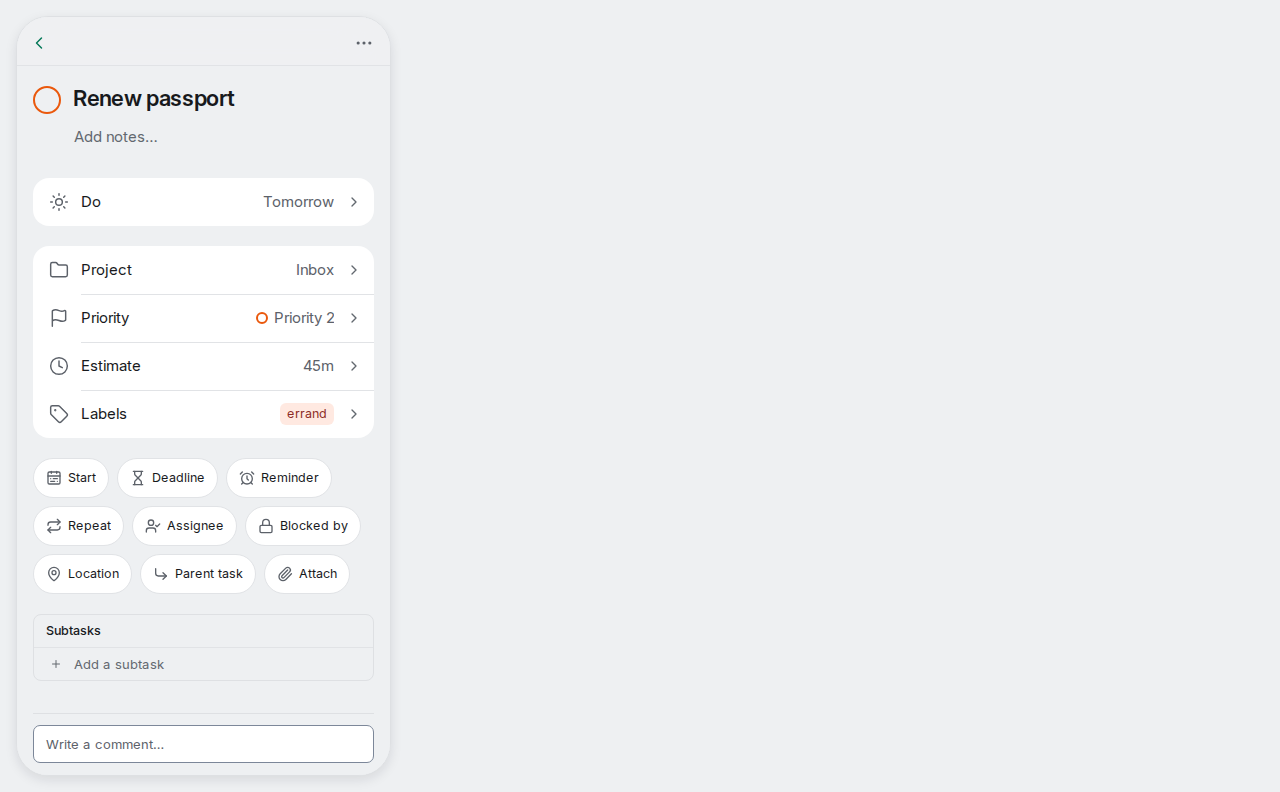 Renew passport
Add notes...
Do Tomorrow
Project Inbox
Priority Priority 2
Estimate 45m
Labels errand
Start Deadline Reminder
Repeat Assignee Blocked by
Location Parent task Attach
Subtasks
+ Add a subtask
Write a comment...